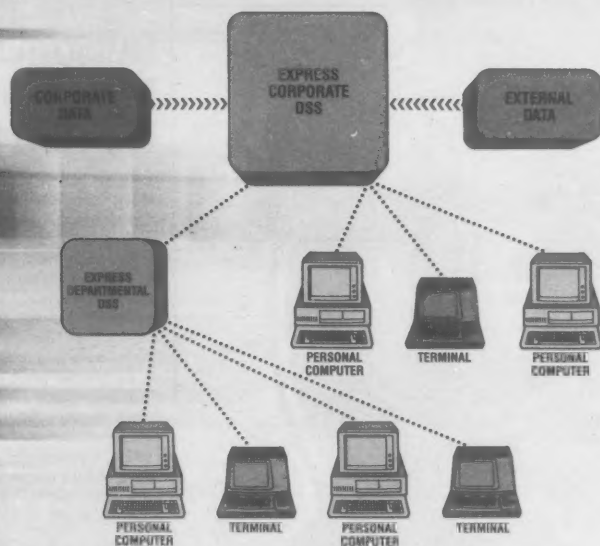 EXPRESS
CORPORATE
DSS
CORPORATE
DATA
EXTERNAL
DATA
EXPRESS
DEPARTMENTAL
DSS
PERSONAL
COMPUTER
TERMINAL
PERSONAL
COMPUTER
PERSONAL
COMPUTER
TERMINAL
PERSONAL
COMPUTER
TERMINAL